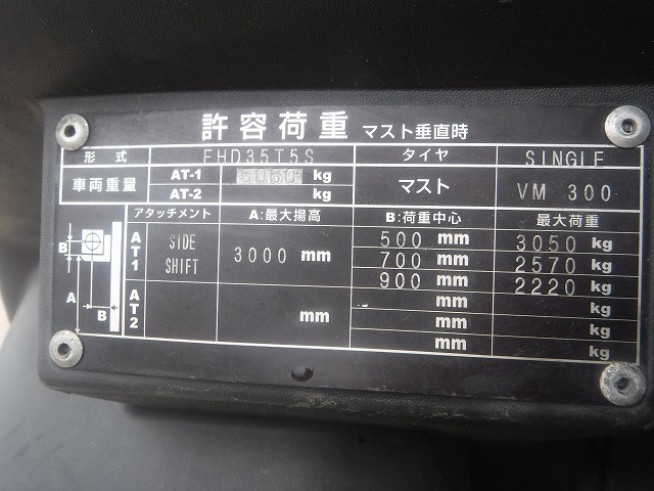 許容荷重 マスト垂直時
形式 FHD35T5S タイヤ SINGLE
車両重量 AT-1 kg マスト VM 300
AT-2 kg
アタッチメント A:最大揚高 B:荷重中心 最大荷重
B A B AT1 SIDE SHIFT 3000 mm 500 mm 3050 kg
700 mm 2570 kg
900 mm 2220 kg
AT2 mm mm kg
mm kg
mm kg